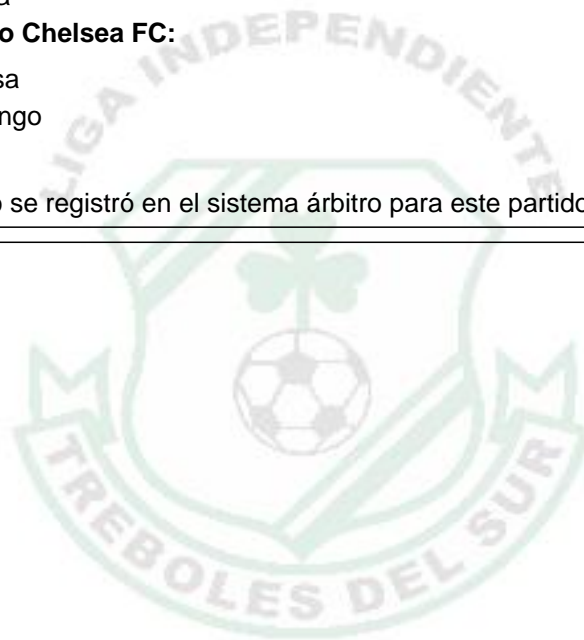 o Chelsea FC:
sa
ngo
o se registró en el sistema árbitro para este partido
LIGA INDEPENDIENTE
TREBOLES DEL SUR